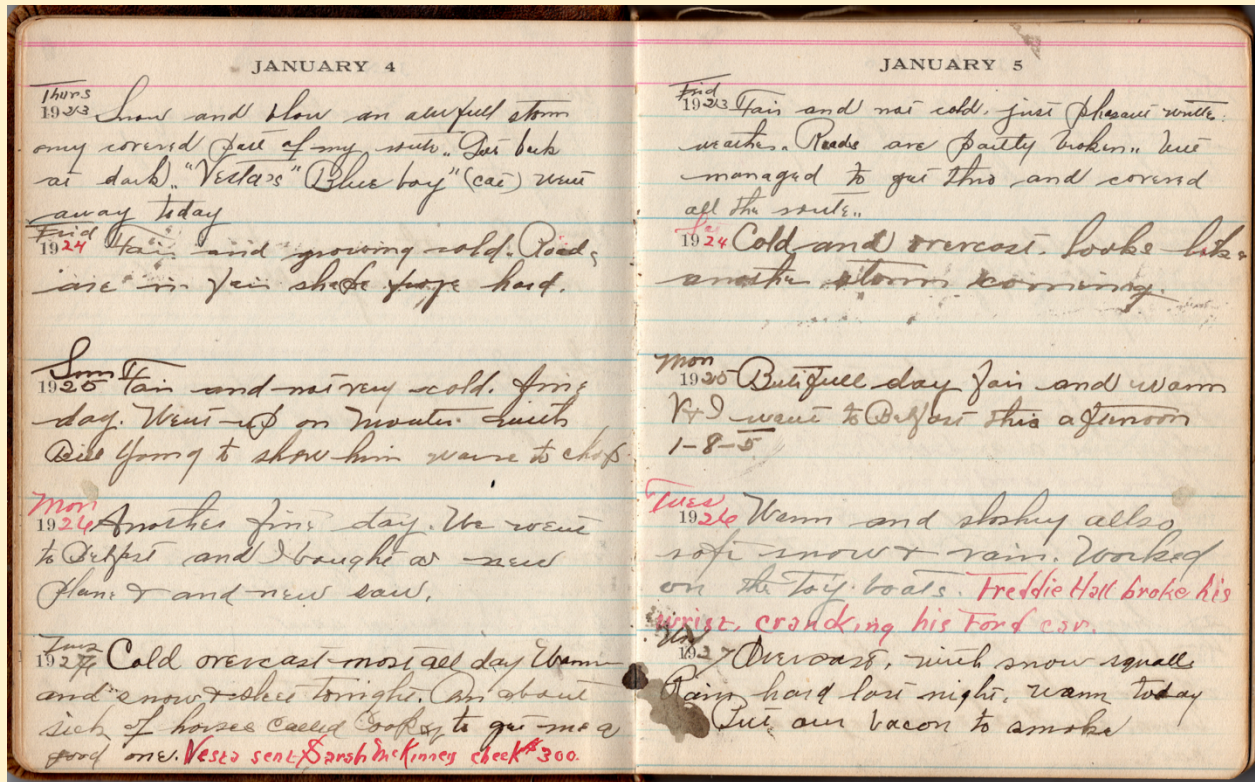 JANUARY 4
Thurs
1923 Snow and blow an awfull storm
only covered part of my route.. Got back
at dark.. "Vesta's" "Blue boy" (cat) went
away today
Frid
1924 Fair and growing cold. Roads
are in fair shape froze hard.
Sun
1925 Fair and not very cold. fine
day. Went up on Mountain with
Bill Young to show him where to chop.
Mon
1926 Another fine day. We went
to Belfast and I bought a new
plane & and new saw.
Tues
1927 Cold overcast most all day Warm
and snow & sleet tonight. Am about
sick of horses called Cooper to get me a
good one. Vesta sent Sarah McKinney check $300.
JANUARY 5
Frid
1923 Fair and not cold. just pleasant winter
weather. Roads are partly broken.. but
managed to get thro and covered
all the route..
Sa
1924 Cold and overcast. Looks like
another storm coming.
Mon
1925 Butifull day fair and warm
V & I went to Belfast this afternoon
1-8-5
Tues
1926 Warm and sloshy allso
soft snow & rain. Worked
on the toy boats. Freddie Hall broke his
wrist, cranking his Ford car.
Wed
1927 Overcast, with snow squalls
Rain hard last night, warm today
Put our bacon to smoke